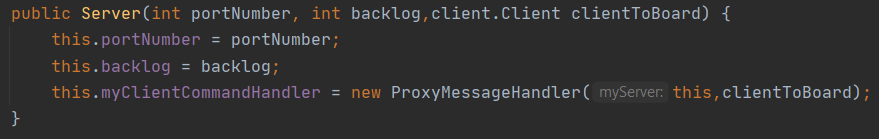 public Server(int portNumber, int backlog,client.Client clientToBoard) {
    this.portNumber = portNumber;
    this.backlog = backlog;
    this.myClientCommandHandler = new ProxyMessageHandler( myServer: this,clientToBoard);
}